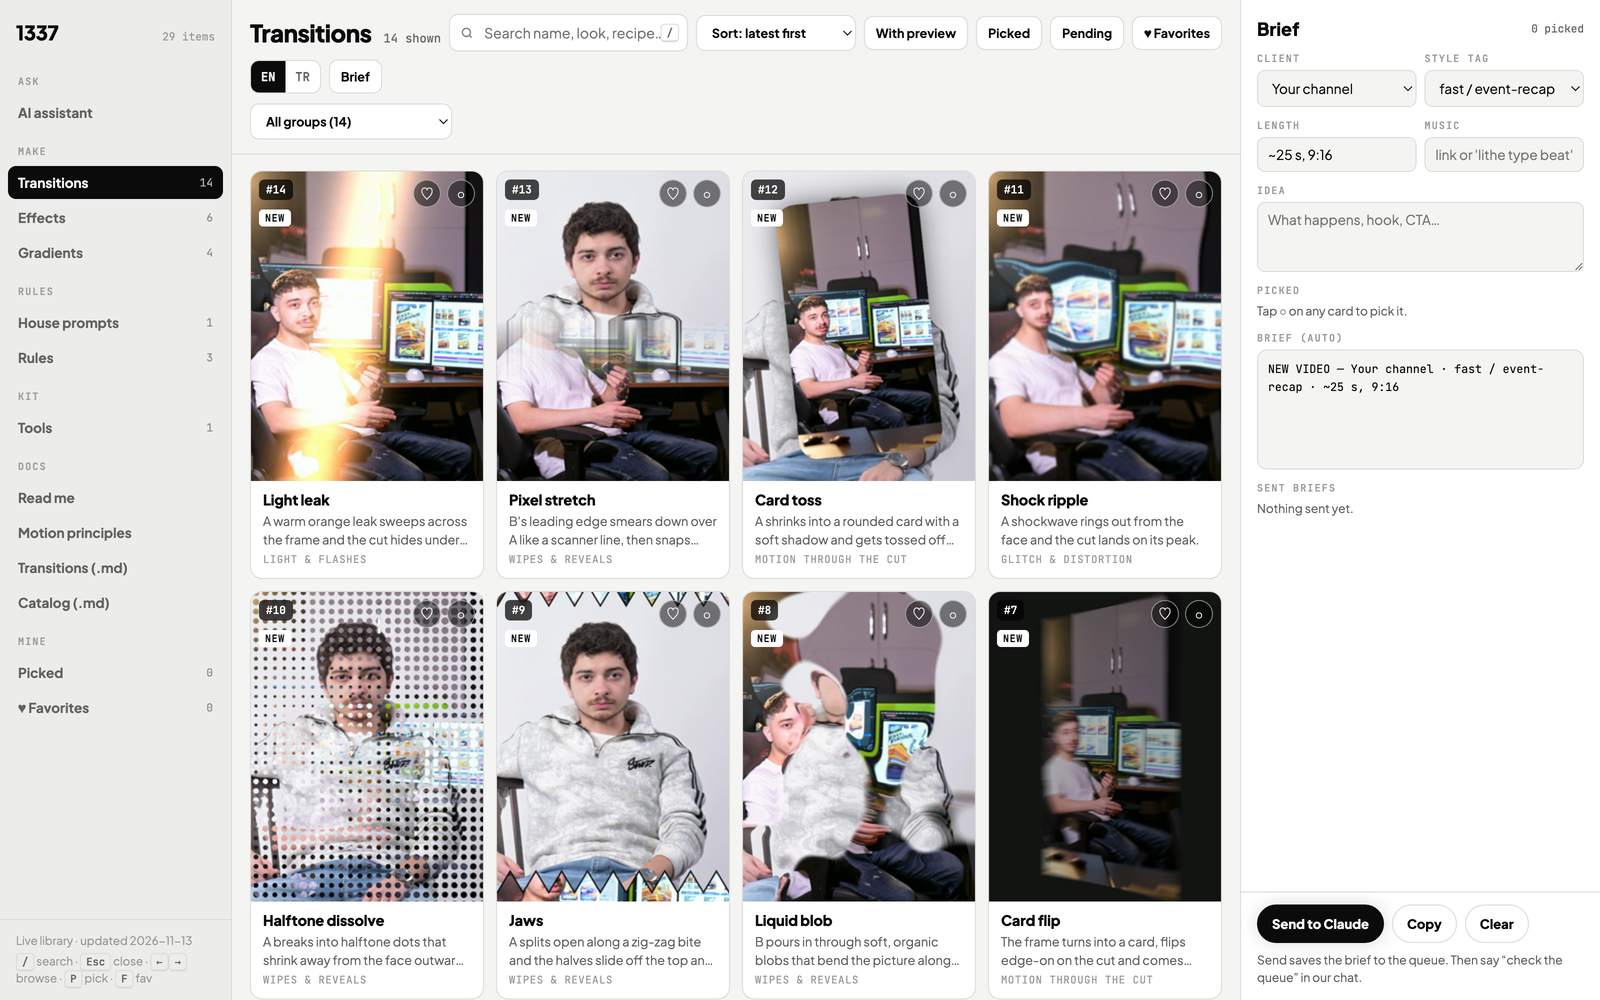 1337
29 items
ASK
AI assistant
MAKE
Transitions 14
Effects 6
Gradients 4
RULES
House prompts 1
Rules 3
KIT
Tools 1
DOCS
Read me
Motion principles
Transitions (.md)
Catalog (.md)
MINE
Picked 0
♥ Favorites 0
Live library · updated 2026-11-13
/ search · Esc close · ← →
browse · P pick · F fav
Transitions 14 shown
Search name, look, recipe.. /
Sort: latest first
With preview
Picked
Pending
♥ Favorites
EN TR
Brief
All groups (14)
#14
NEW
Light leak
A warm orange leak sweeps across
the frame and the cut hides under...
LIGHT & FLASHES
#13
NEW
Pixel stretch
B's leading edge smears down over
A like a scanner line, then snaps...
WIPES & REVEALS
#12
NEW
Card toss
A shrinks into a rounded card with a
soft shadow and gets tossed off...
MOTION THROUGH THE CUT
#11
NEW
Shock ripple
A shockwave rings out from the
face and the cut lands on its peak.
GLITCH & DISTORTION
#10
NEW
Halftone dissolve
A breaks into halftone dots that
shrink away from the face outwar...
WIPES & REVEALS
#9
NEW
Jaws
A splits open along a zig-zag bite
and the halves slide off the top an...
WIPES & REVEALS
#8
NEW
Liquid blob
B pours in through soft, organic
blobs that bend the picture along...
WIPES & REVEALS
#7
NEW
Card flip
The frame turns into a card, flips
edge-on on the cut and comes...
MOTION THROUGH THE CUT
Brief
0 picked
CLIENT
Your channel
STYLE TAG
fast / event-recap
LENGTH
~25 s, 9:16
MUSIC
link or 'lithe type beat'
IDEA
What happens, hook, CTA...
PICKED
Tap ○ on any card to pick it.
BRIEF (AUTO)
NEW VIDEO — Your channel · fast / event-
recap · ~25 s, 9:16
SENT BRIEFS
Nothing sent yet.
Send to Claude
Copy
Clear
Send saves the brief to the queue. Then say “check the
queue” in our chat.